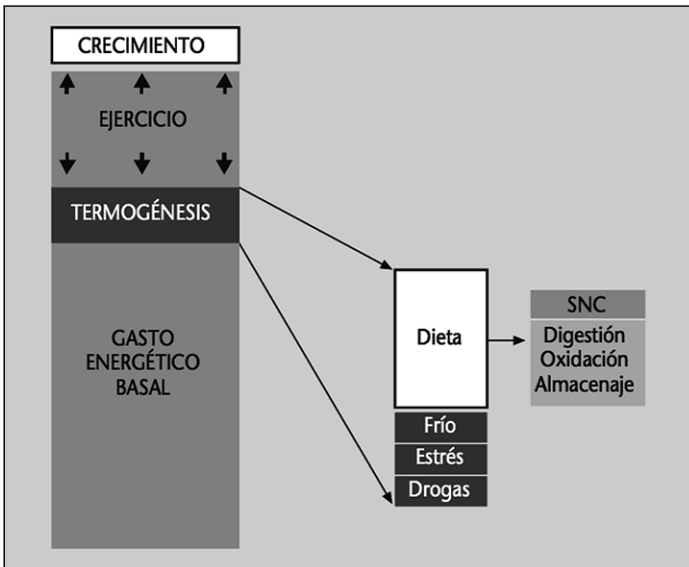 CRECIMIENTO
EJERCICIO
TERMOGÉNESIS
GASTO
ENERGÉTICO
BASAL
Dieta
Frío
Estrés
Drogas
SNC
Digestión
Oxidación
Almacenaje